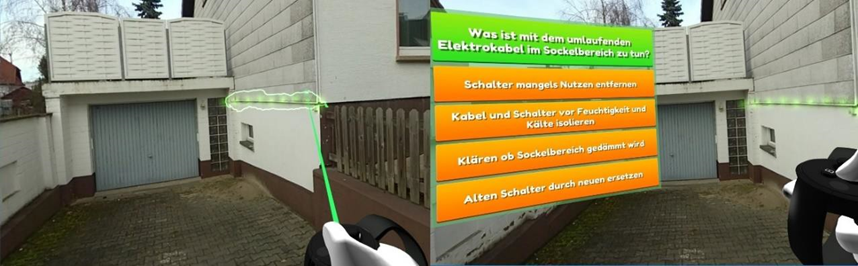 Was ist mit dem umlaufenden
Elektrokabel im Sockelbereich zu tun?
Schalter mangels Nutzen entfernen
Kabel und Schalter vor Feuchtigkeit und
Kälte isolieren
Klären ob Sockelbereich gedämmt wird
Alten Schalter durch neuen ersetzen